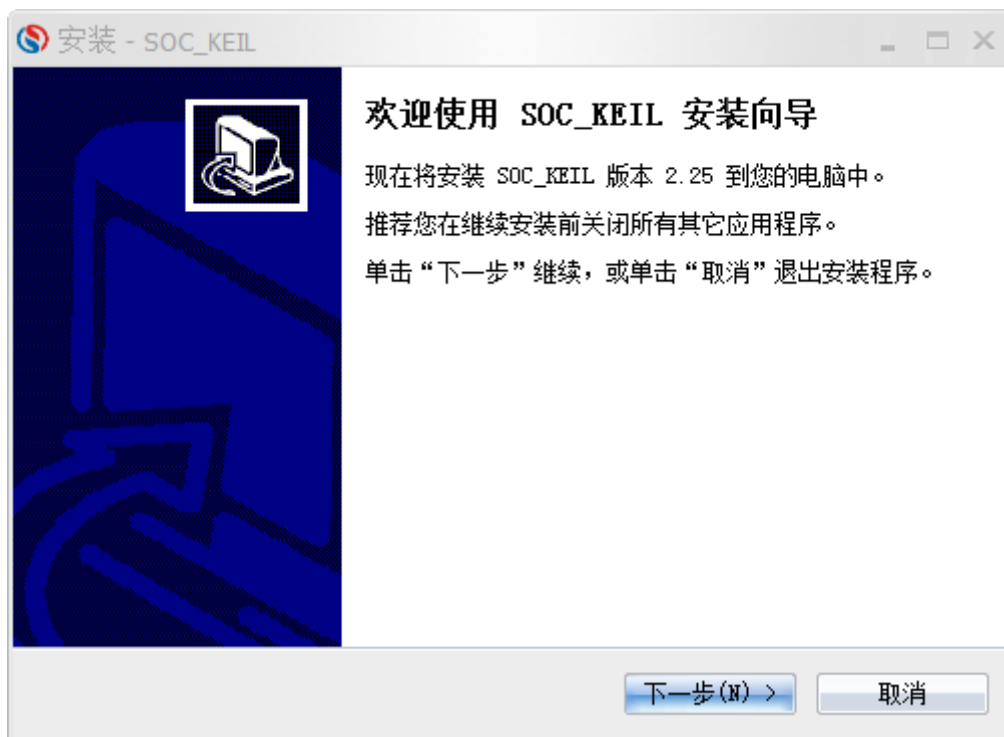 安装 - SOC_KEIL
欢迎使用 SOC_KEIL 安装向导
现在将安装 SOC_KEIL 版本 2.25 到您的电脑中。
推荐您在继续安装前关闭所有其它应用程序。
单击“下一步”继续，或单击“取消”退出安装程序。
下一步(N) >
取消